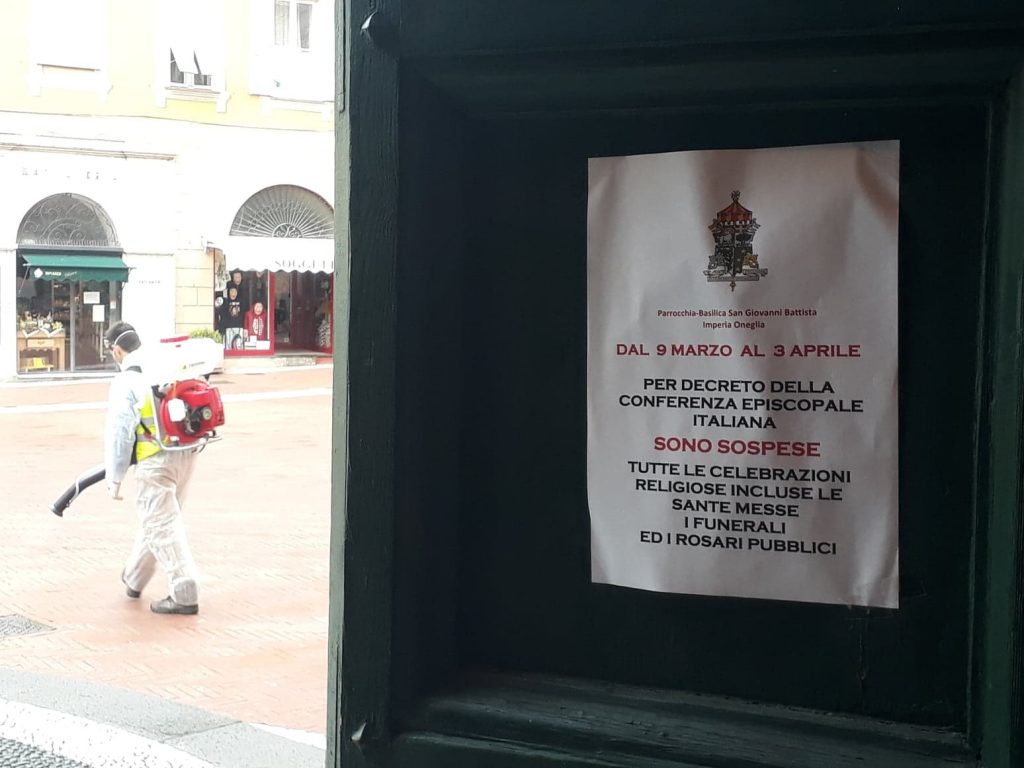 Parrocchia-Basilica San Giovanni Battista
Imperia Oneglia
DAL 9 MARZO AL 3 APRILE
PER DECRETO DELLA
CONFERENZA EPISCOPALE
ITALIANA
SONO SOSPESE
TUTTE LE CELEBRAZIONI
RELIGIOSE INCLUSE LE
SANTE MESSE
I FUNERALI
ED I ROSARI PUBBLICI